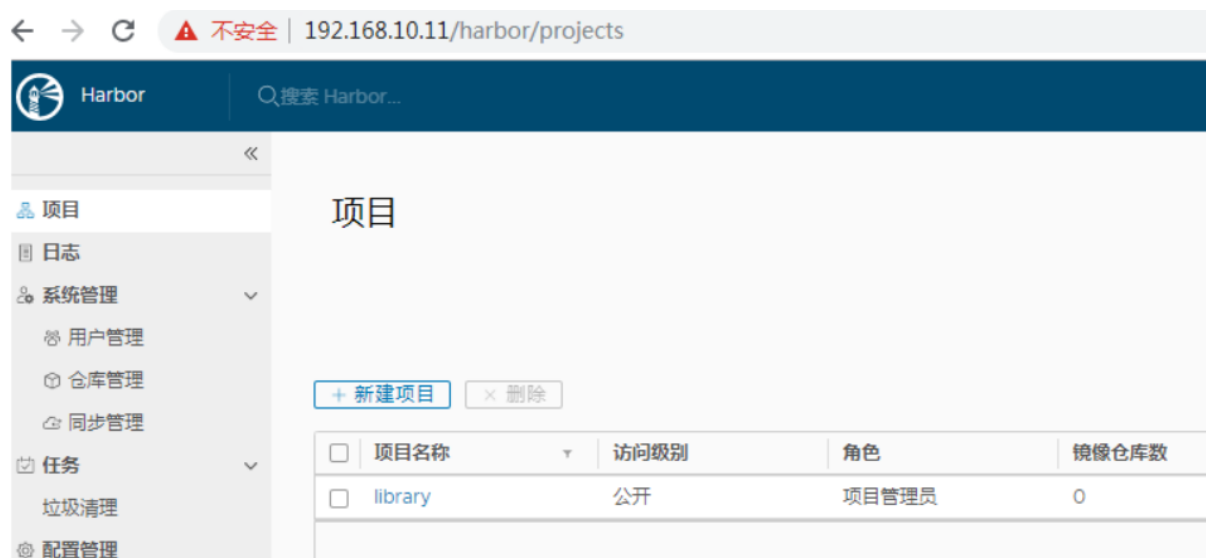 不安全 | 192.168.10.11/harbor/projects
Harbor 搜索 Harbor...
项目
日志
系统管理
用户管理
仓库管理
同步管理
任务
垃圾清理
配置管理
项目
+ 新建项目 × 删除
项目名称 访问级别 角色 镜像仓库数
library 公开 项目管理员 0